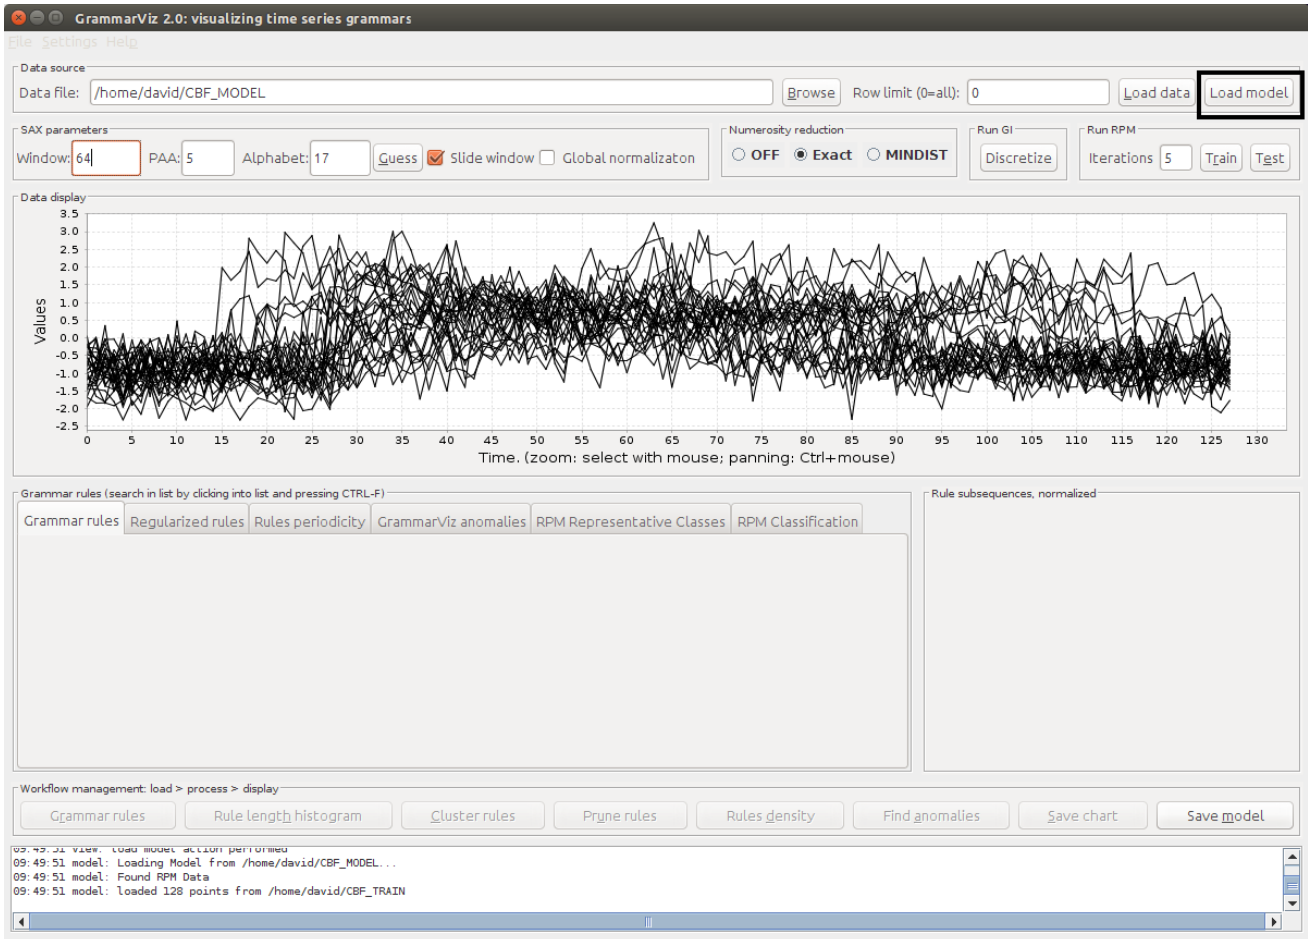 GrammarViz 2.0: visualizing time series grammars
File Settings Help
Data source
Data file: /home/david/CBF_MODEL Browse Row limit (0=all): 0 Load data Load model
SAX parameters Numerosity reduction Run GI Run RPM
Window: 64 PAA: 5 Alphabet: 17 Guess Slide window Global normalizaton OFF Exact MINDIST Discretize Iterations 5 Train Test
Data display
3.5
3.0
2.5
2.0
1.5
1.0
0.5
0.0
-0.5
-1.0
-1.5
-2.0
-2.5
Values
0 5 10 15 20 25 30 35 40 45 50 55 60 65 70 75 80 85 90 95 100 105 110 115 120 125 130
Time. (zoom: select with mouse; panning: Ctrl+mouse)
Grammar rules (search in list by clicking into list and pressing CTRL-F) Rule subsequences, normalized
Grammar rules Regularized rules Rules periodicity GrammarViz anomalies RPM Representative Classes RPM Classification
Workflow management: load > process > display
Grammar rules Rule length histogram Cluster rules Prune rules Rules density Find anomalies Save chart Save model
09:49:51 view: load model action performed
09:49:51 model: Loading Model from /home/david/CBF_MODEL...
09:49:51 model: Found RPM Data
09:49:51 model: loaded 128 points from /home/david/CBF_TRAIN